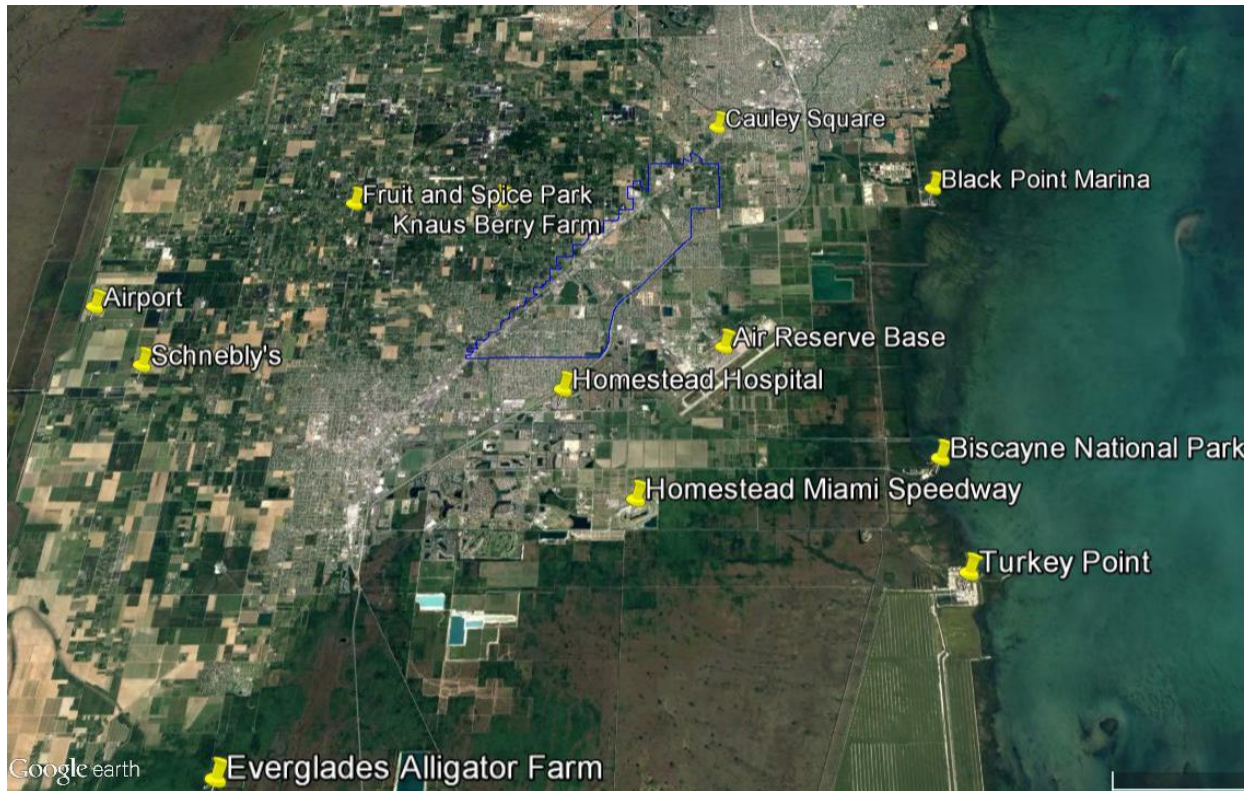 Cauley Square
Black Point Marina
Fruit and Spice Park
Knaus Berry Farm
Airport
Air Reserve Base
Schnebly's
Homestead Hospital
Biscayne National Park
Homestead Miami Speedway
Turkey Point
Everglades Alligator Farm
Google earth